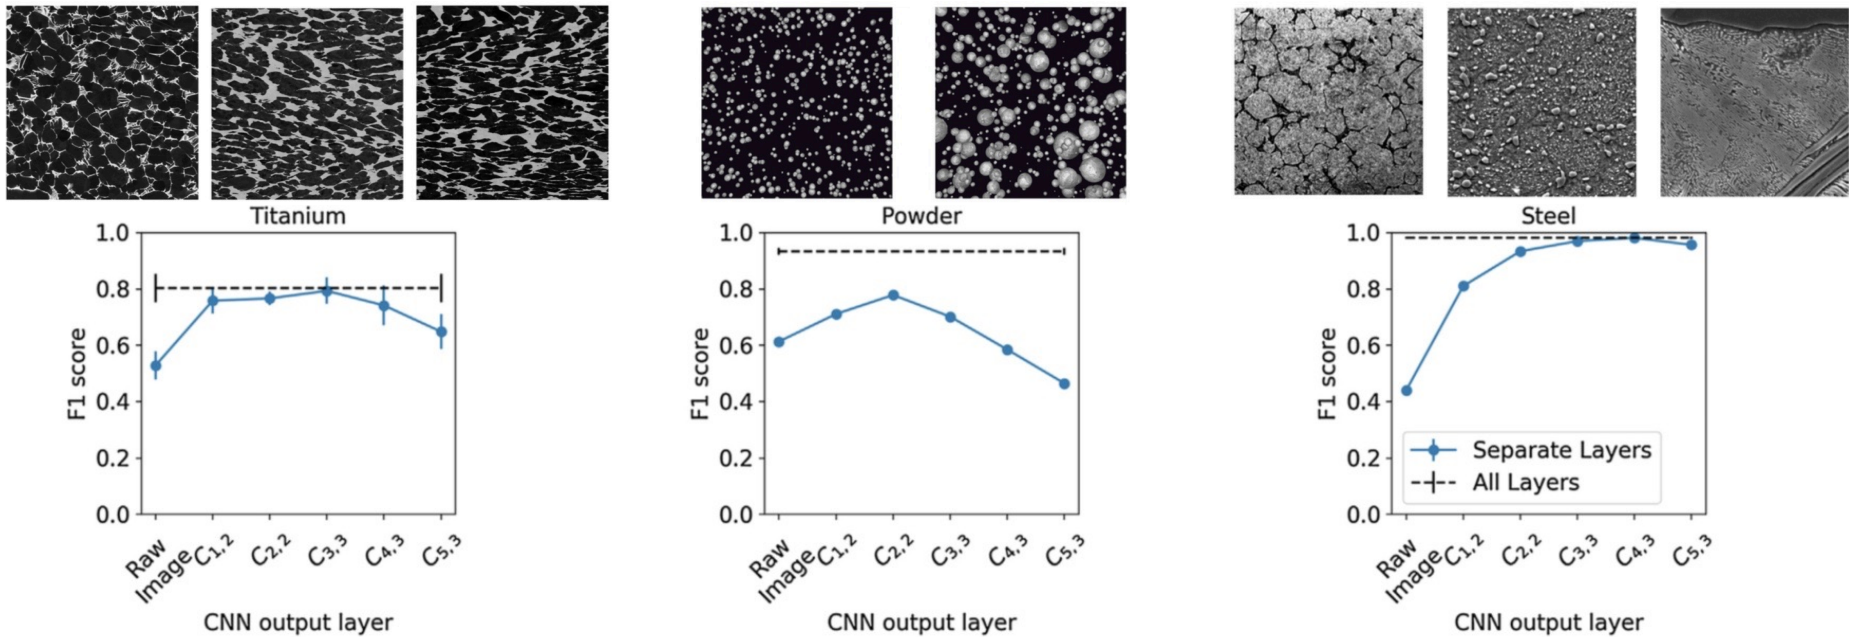 Titanium
1.0
0.8
0.6
0.4
0.2
0.0
F1 score
Raw
Image
C1,2
C2,2
C3,3
C4,3
C5,3
CNN output layer
Powder
1.0
0.8
0.6
0.4
0.2
0.0
F1 score
Raw
Image
C1,2
C2,2
C3,3
C4,3
C5,3
CNN output layer
Steel
1.0
0.8
0.6
0.4
0.2
0.0
F1 score
Separate Layers
All Layers
Raw
Image
C1,2
C2,2
C3,3
C4,3
C5,3
CNN output layer